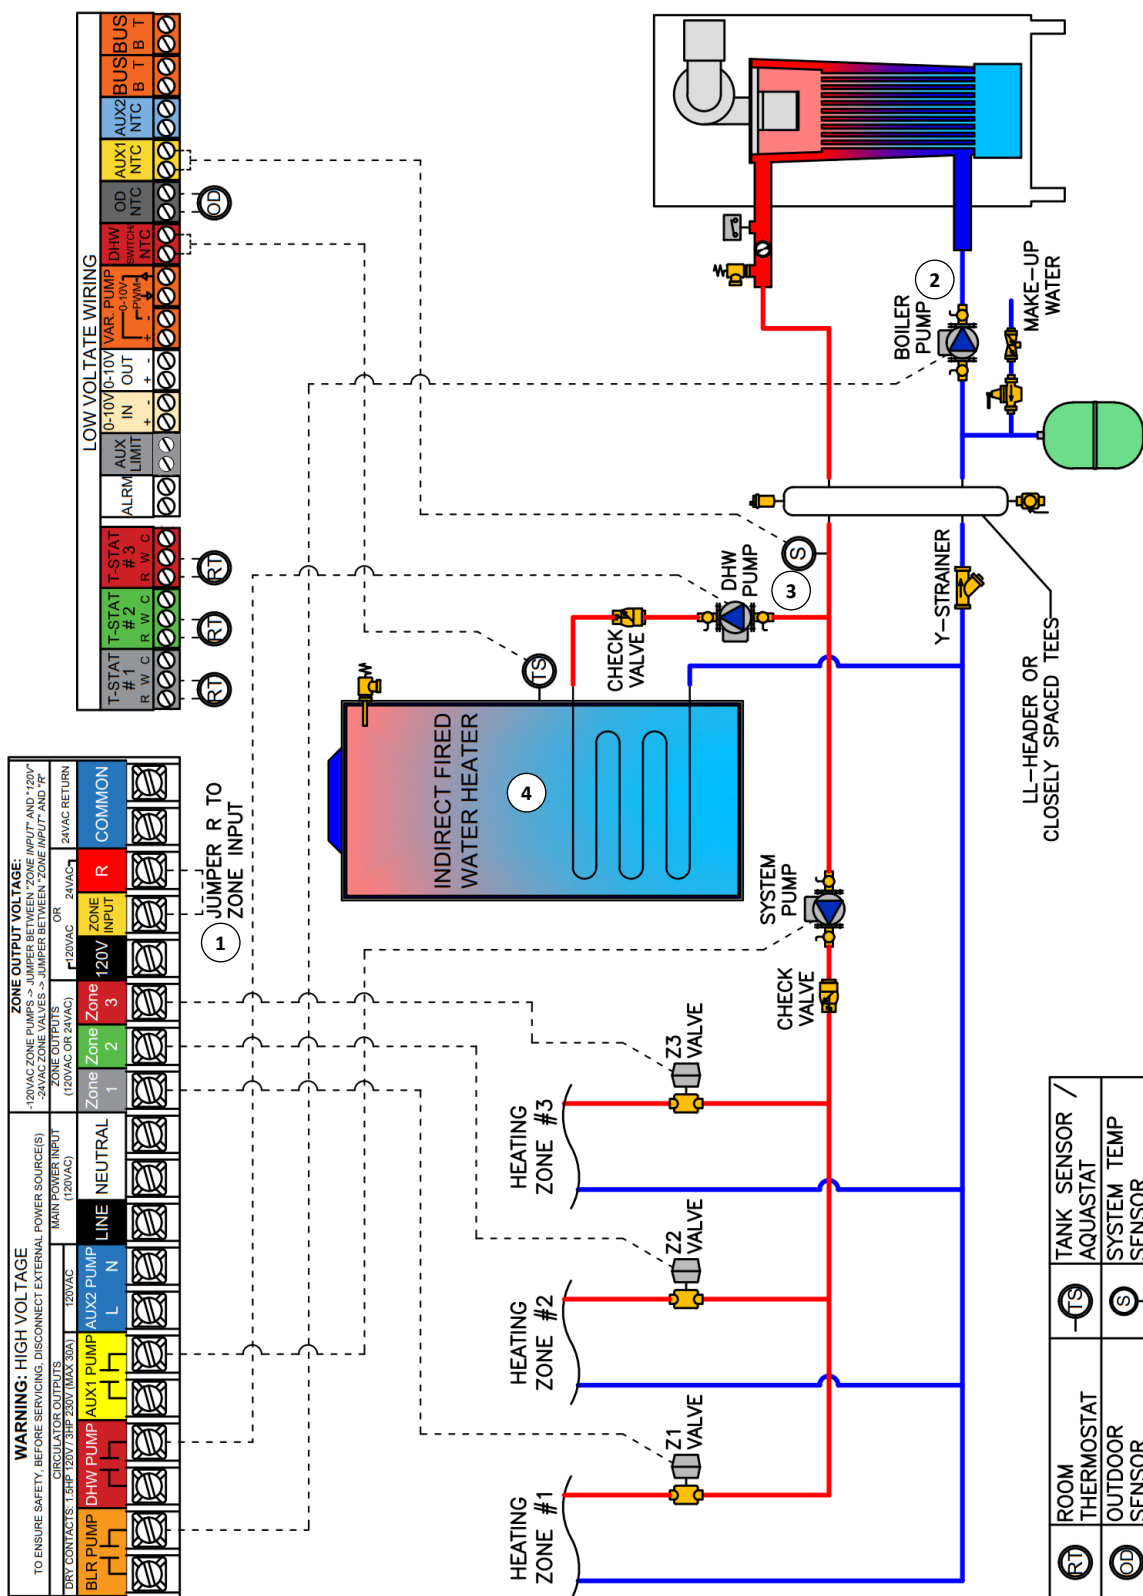 WARNING: HIGH VOLTAGE
TO ENSURE SAFETY, BEFORE SERVICING, DISCONNECT EXTERNAL POWER SOURCE(S)
CIRCULATOR OUTPUTS
DRY CONTACTS: 1.5HP 120V / 3HP 230V (MAX 30A)
120VAC
MAIN POWER INPUT
(120VAC)
BLR PUMP
DHW PUMP
AUX1 PUMP
AUX2 PUMP
L N
LINE
NEUTRAL
ZONE OUTPUT VOLTAGE:
-120VAC ZONE PUMPS -> JUMPER BETWEEN "ZONE INPUT" AND "120V"
-24VAC ZONE VALVES -> JUMPER BETWEEN "ZONE INPUT" AND "R"
ZONE OUTPUTS
(120VAC OR 24VAC)
120VAC OR 24VAC
24VAC RETURN
Zone 1
Zone 2
Zone 3
120V
ZONE INPUT
R
COMMON
1
JUMPER R TO
ZONE INPUT
LOW VOLTATE WIRING
T-STAT
# 1
R W C
T-STAT
#2
R W C
T-STAT
# 3
R W C
ALRM
AUX
LIMIT
0-10V
IN
+ -
0-10V
OUT
+ -
VAR. PUMP
0-10V
PWM
+ -
DHW
SWITCH/
NTC
OD
NTC
AUX1
NTC
AUX2
NTC
BUS
B T
BUS
B T
RT
RT
RT
OD
INDIRECT FIRED
WATER HEATER
4
TS
CHECK
VALVE
DHW
PUMP
3
S
BOILER
PUMP
2
MAKE-UP
WATER
Y-STRAINER
LL-HEADER OR
CLOSELY SPACED TEES
SYSTEM
PUMP
CHECK
VALVE
HEATING
ZONE #1
Z1
VALVE
HEATING
ZONE #2
Z2
VALVE
HEATING
ZONE #3
Z3
VALVE
RT
ROOM
THERMOSTAT
TS
TANK SENSOR /
AQUASTAT
OD
OUTDOOR
SENSOR
S
SYSTEM TEMP
SENSOR